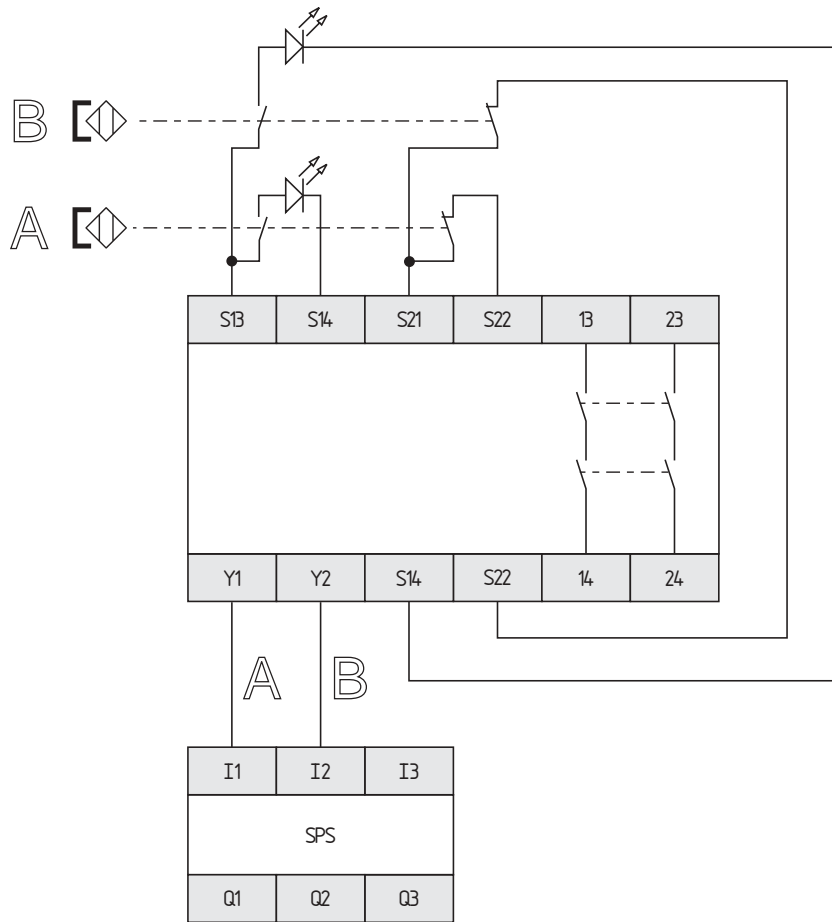 B
A
S13 S14 S21 S22 13 23
Y1 Y2 S14 S22 14 24
A B
I1 I2 I3
SPS
Q1 Q2 Q3